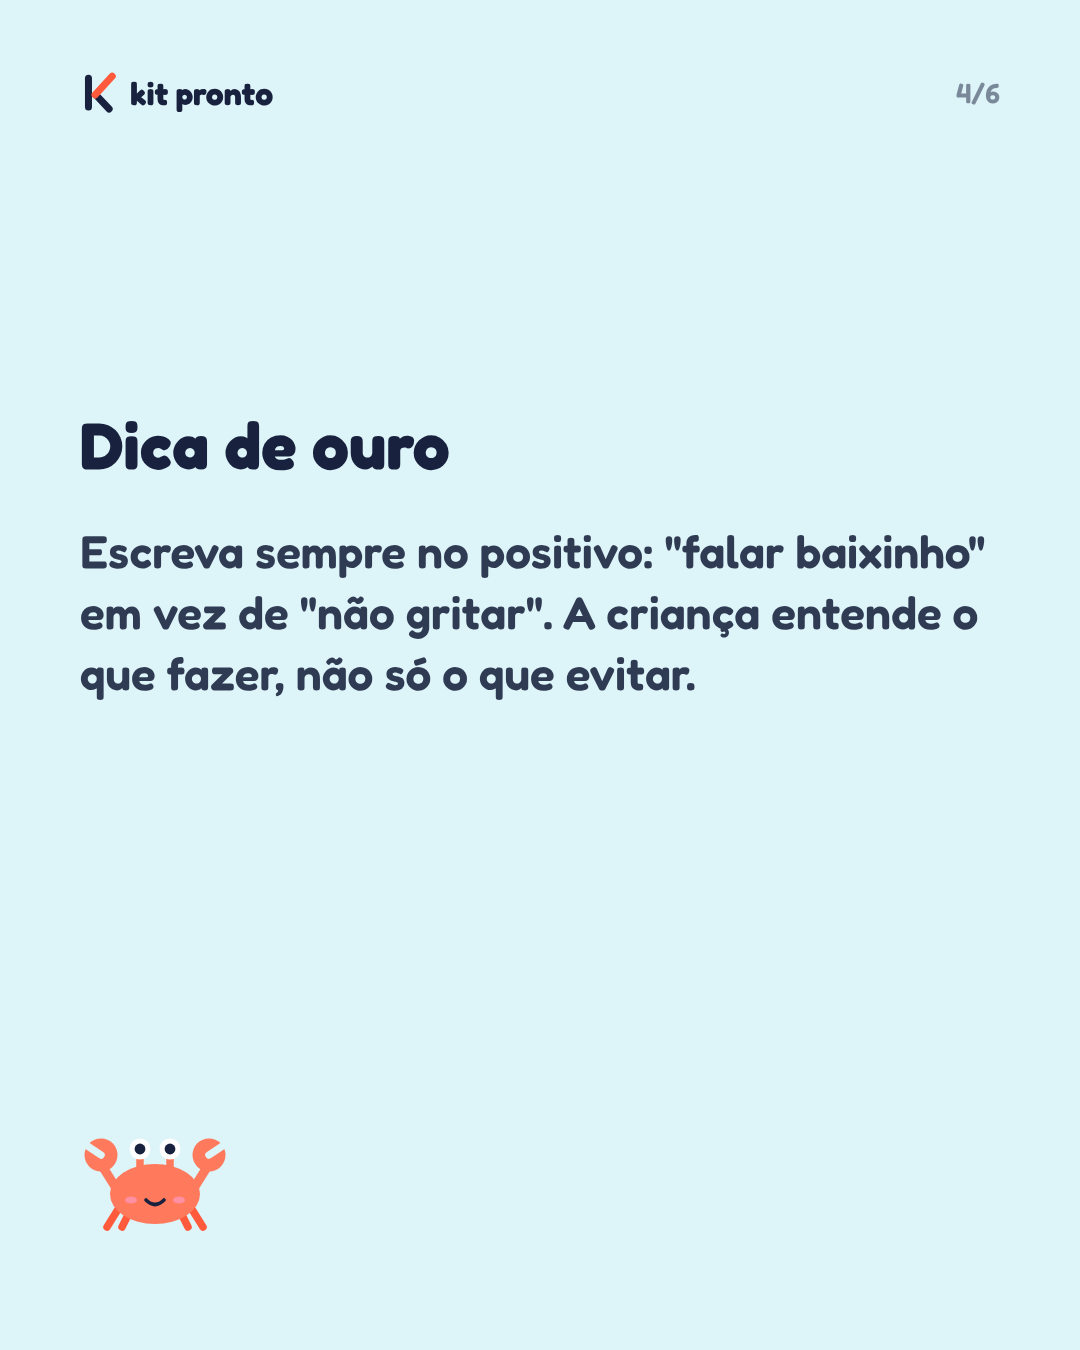 kit pronto
4/6
Dica de ouro
Escreva sempre no positivo: "falar baixinho"
em vez de "não gritar". A criança entende o
que fazer, não só o que evitar.